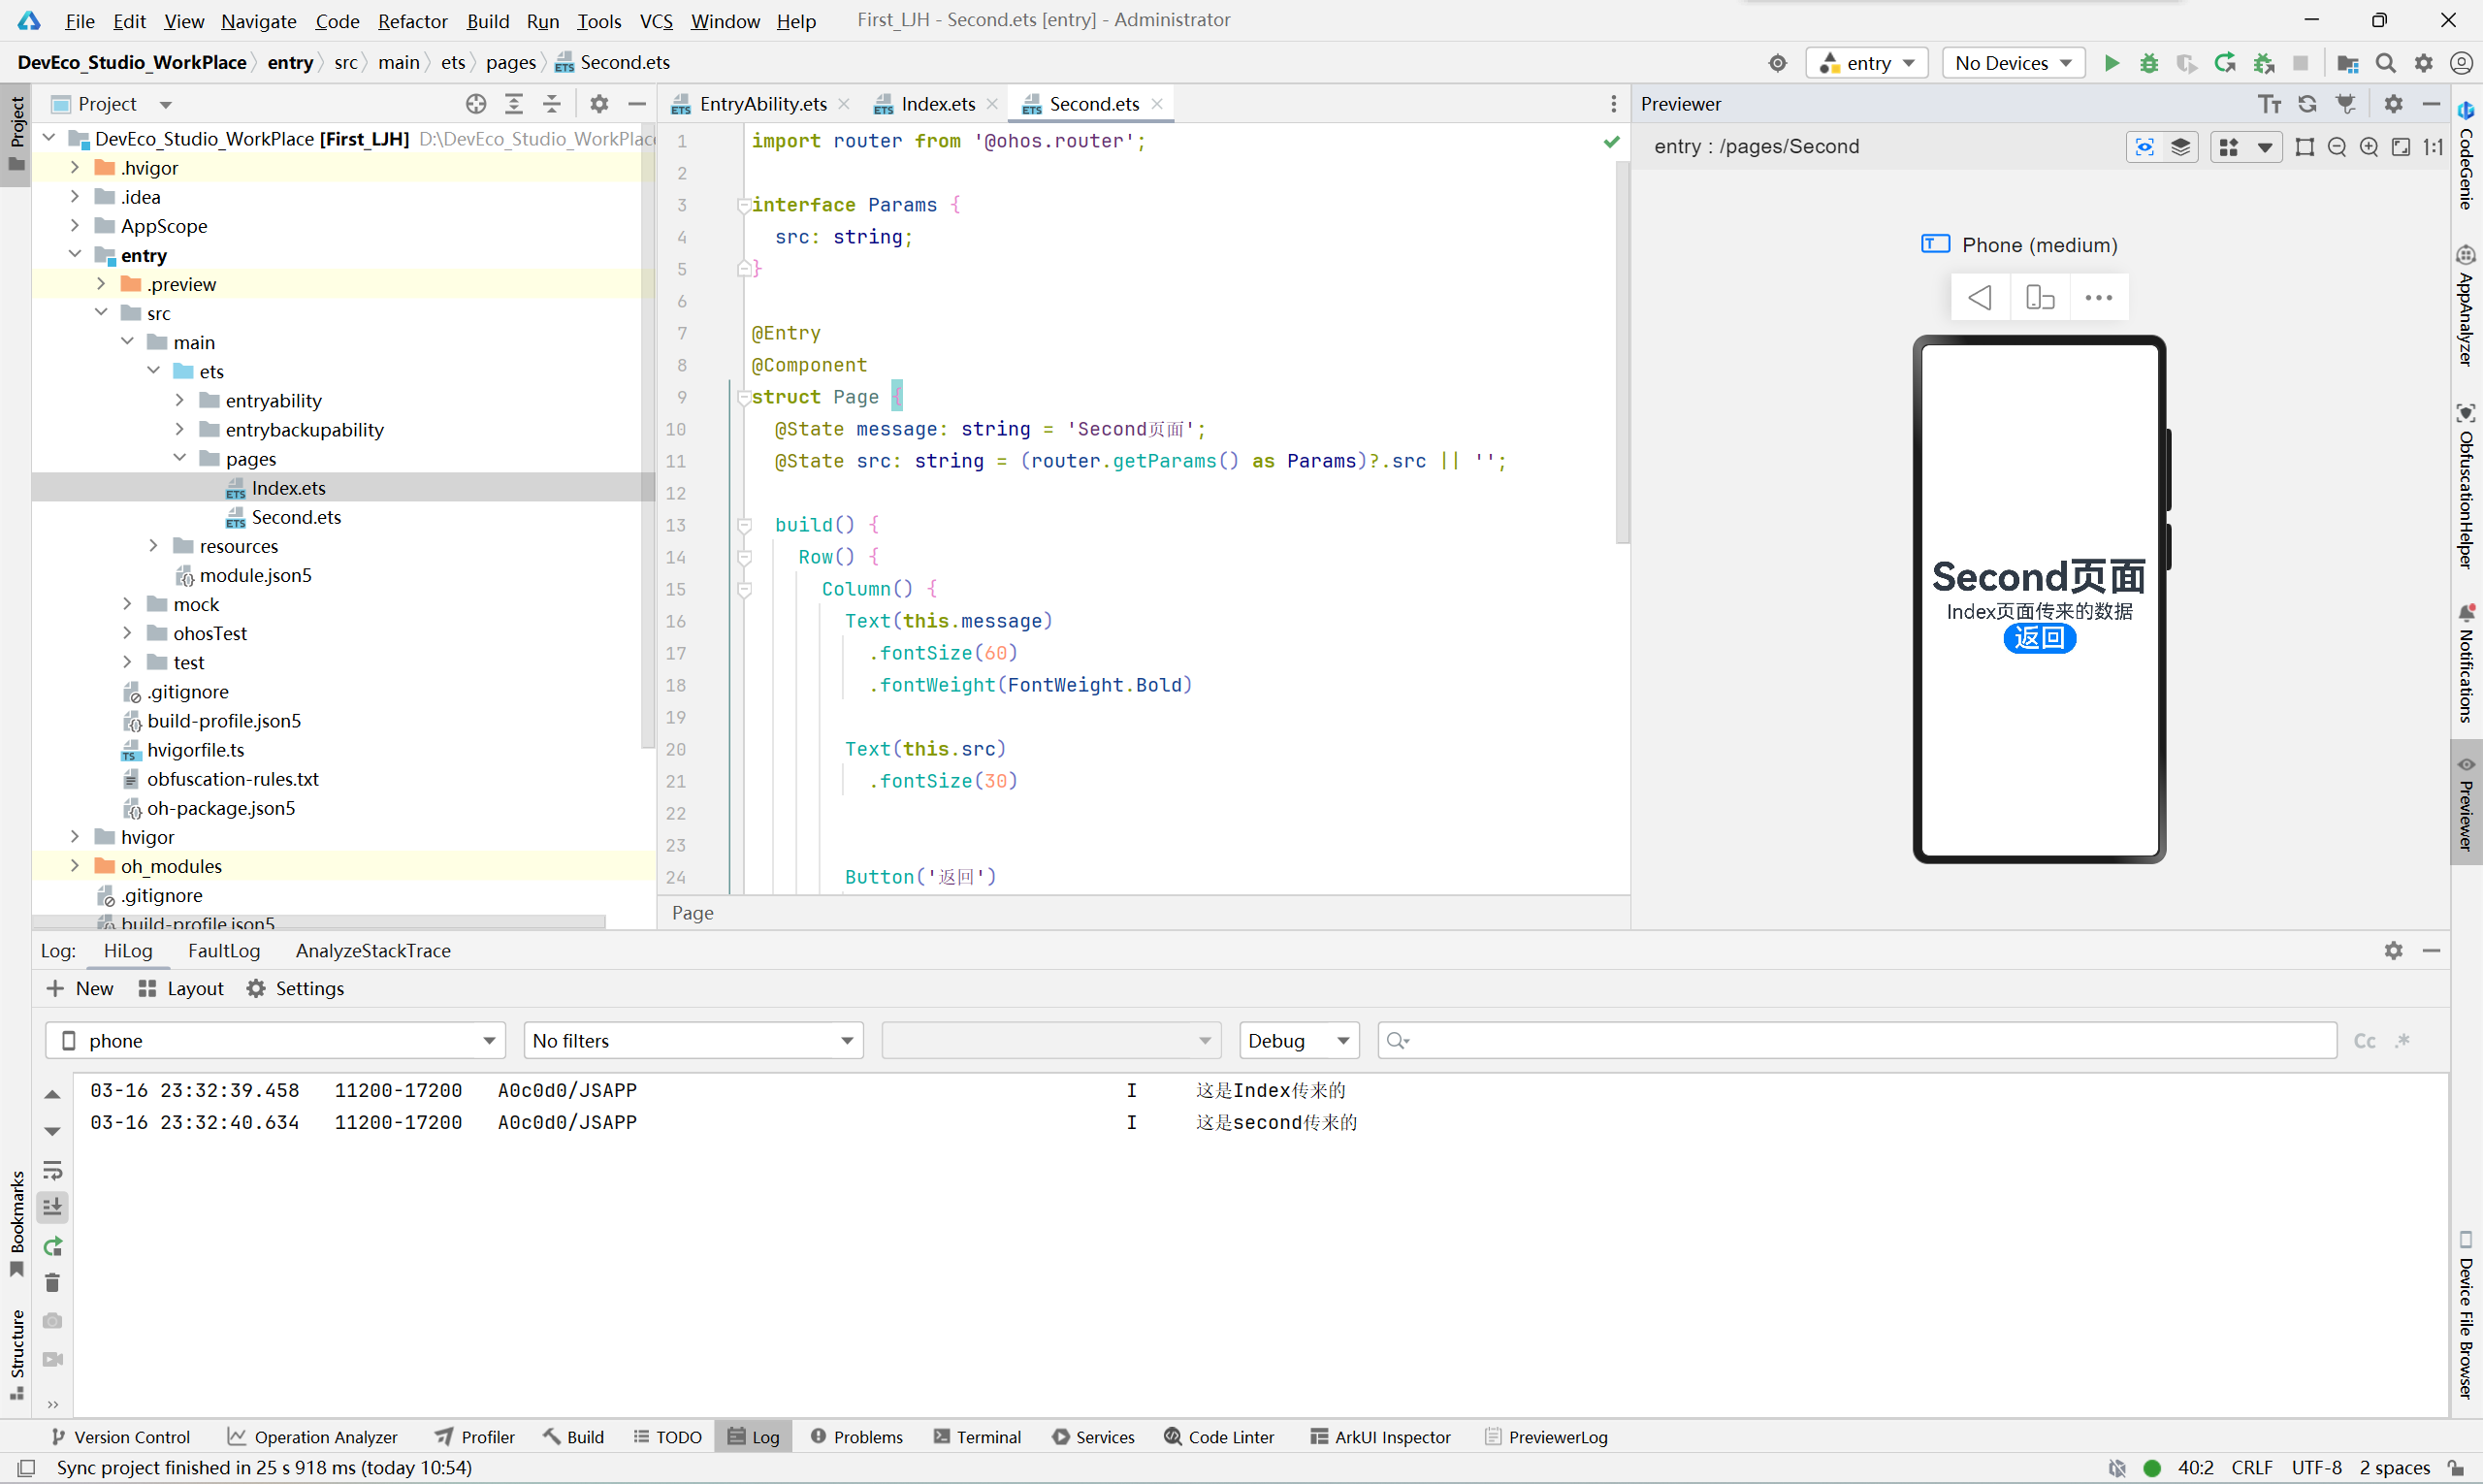 File Edit View Navigate Code Refactor Build Run Tools VCS Window Help First_LJH - Second.ets [entry] - Administrator
DevEco_Studio_WorkPlace entry src main ets pages Second.ets entry No Devices
Project
EntryAbility.ets Index.ets Second.ets
Previewer
DevEco_Studio_WorkPlace [First_LJH] D:\DevEco_Studio_WorkPlac
.hvigor
.idea
AppScope
entry
.preview
src
main
ets
entryability
entrybackupability
pages
Index.ets
Second.ets
resources
module.json5
mock
ohosTest
test
.gitignore
build-profile.json5
hvigorfile.ts
obfuscation-rules.txt
oh-package.json5
hvigor
oh_modules
.gitignore
build-profile.json5
Project
Bookmarks
Structure
1 import router from '@ohos.router';
2
3 interface Params {
4 src: string;
5 }
6
7 @Entry
8 @Component
9 struct Page {
10 @State message: string = 'Second页面';
11 @State src: string = (router.getParams() as Params)?.src || '';
12
13 build() {
14 Row() {
15 Column() {
16 Text(this.message)
17 .fontSize(60)
18 .fontWeight(FontWeight.Bold)
19
20 Text(this.src)
21 .fontSize(30)
22
23
24 Button('返回')
Page
entry : /pages/Second
1:1
Phone (medium)
Second页面
Index页面传来的数据
返回
CodeGenie
AppAnalyzer
ObfuscationHelper
Notifications
Previewer
Device File Browser
Log: HiLog FaultLog AnalyzeStackTrace
New Layout Settings
phone No filters Debug Cc .*
03-16 23:32:39.458 11200-17200 A0c0d0/JSAPP I 这是Index传来的
03-16 23:32:40.634 11200-17200 A0c0d0/JSAPP I 这是second传来的
Version Control Operation Analyzer Profiler Build TODO Log Problems Terminal Services Code Linter ArkUI Inspector PreviewerLog
Sync project finished in 25 s 918 ms (today 10:54) 40:2 CRLF UTF-8 2 spaces